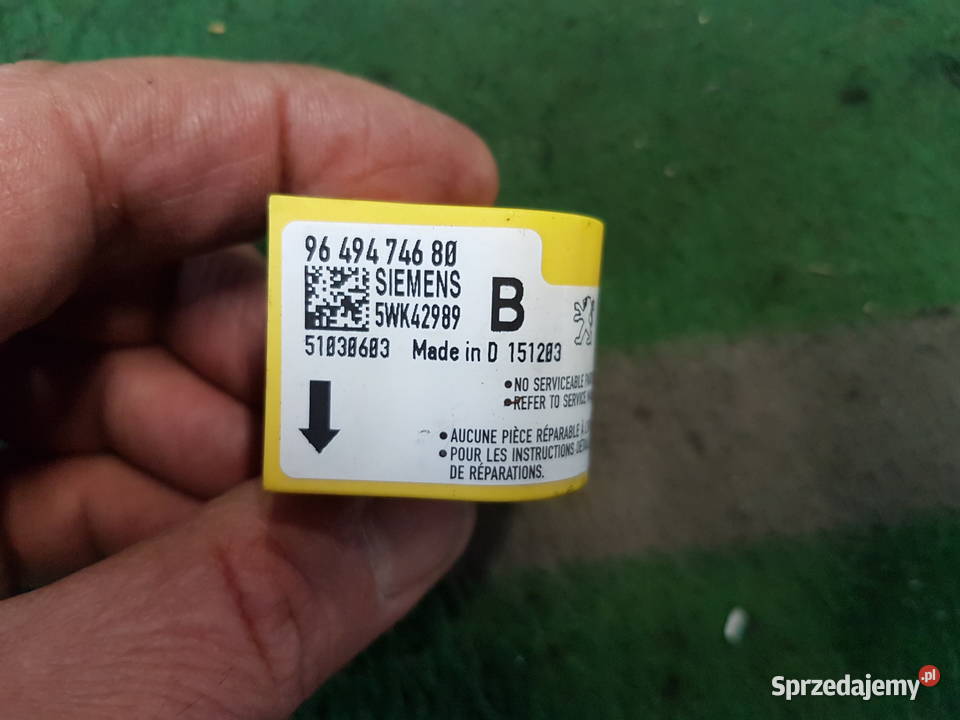 96 494 746 80
SIEMENS
5WK42989
B
51030603 Made in D 151203
•NO SERVICEABLE
•REFER TO SERVICE
•AUCUNE PIÈCE RÉPARABLE À
•POUR LES INSTRUCTIONS
DE RÉPARATIONS.
Sprzedajemy.pl